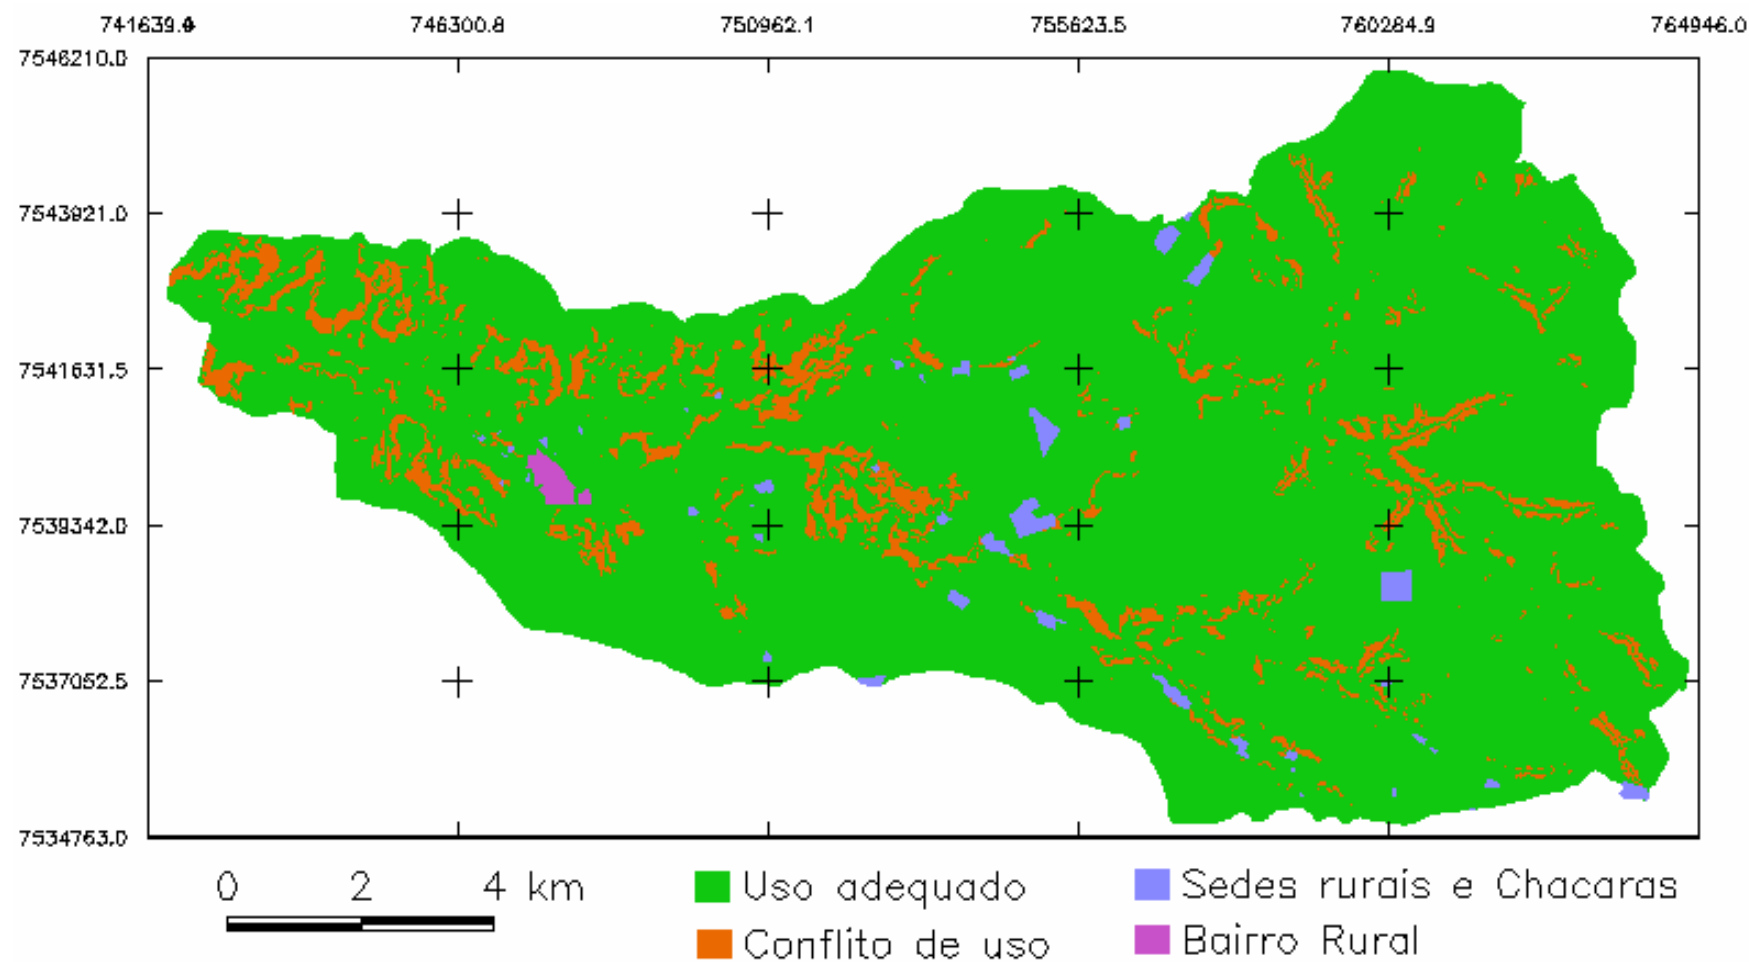 741639.4 746300.8 750962.1 755623.5 760284.9 764946.0
7546210.0
7543921.0
7541631.5
7539342.0
7537052.5
7534763.0
0 2 4 km
Uso adequado
Sedes rurais e Chacaras
Conflito de uso
Bairro Rural